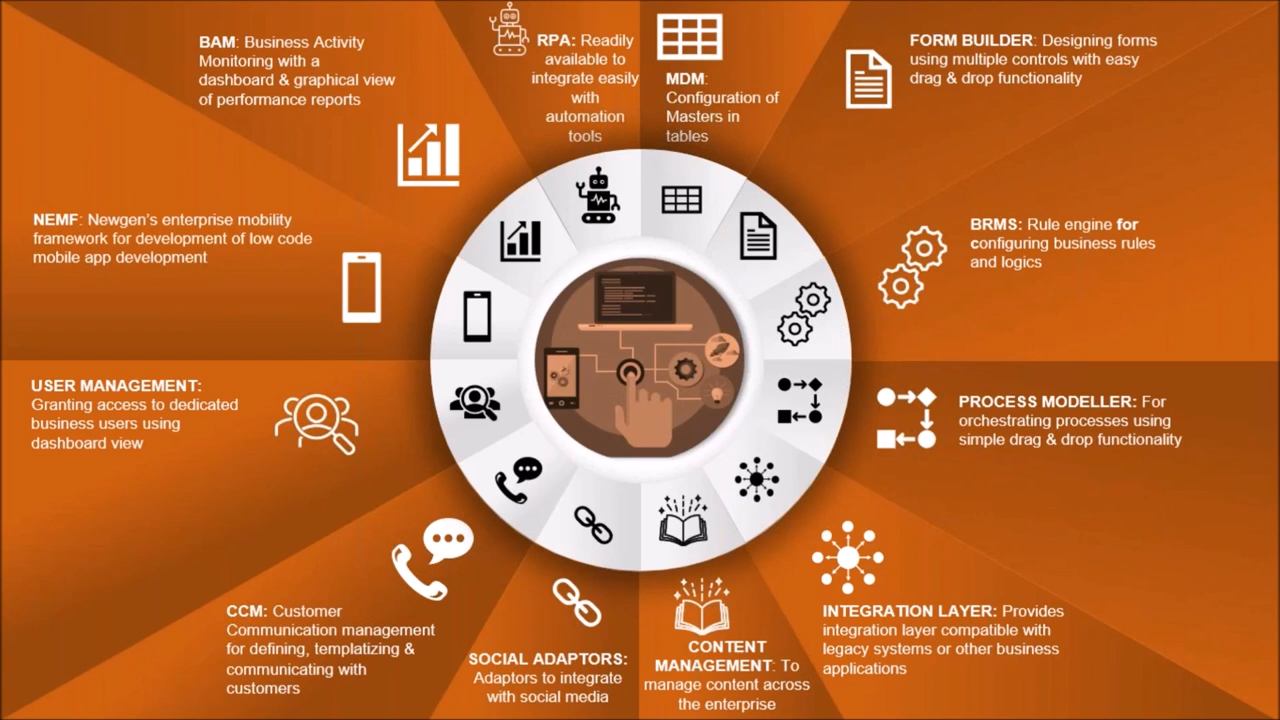 BAM: Business Activity
Monitoring with a
dashboard & graphical view
of performance reports
RPA: Readily
available to
integrate easily
with
automation
tools
MDM:
Configuration of
Masters in
tables
FORM BUILDER: Designing forms
using multiple controls with easy
drag & drop functionality
NEMF: Newgen's enterprise mobility
framework for development of low code
mobile app development
BRMS: Rule engine for
configuring business rules
and logics
USER MANAGEMENT:
Granting access to dedicated
business users using
dashboard view
PROCESS MODELLER: For
orchestrating processes using
simple drag & drop functionality
CCM: Customer
Communication management
for defining, templatizing &
communicating with
customers
SOCIAL ADAPTORS:
Adaptors to integrate
with social media
CONTENT
MANAGEMENT: To
manage content across
the enterprise
INTEGRATION LAYER: Provides
integration layer compatible with
legacy systems or other business
applications